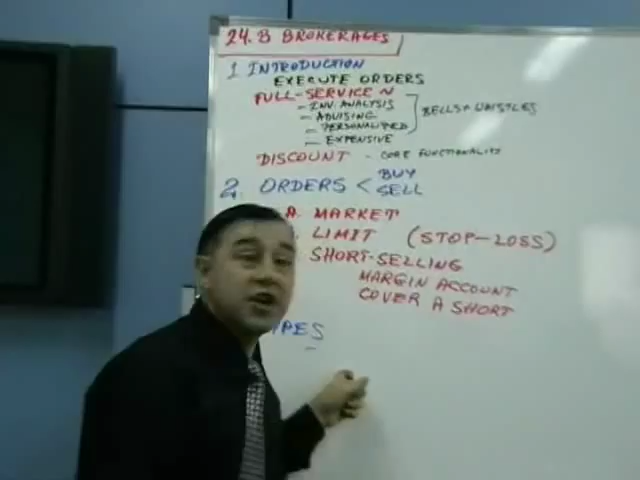 24. B BROKERAGES
1 INTRODUCTION
EXECUTE ORDERS
FULL-SERVICE N
- INV. ANALYSIS
- ADVISING
- PERSONALIZED
- EXPENSIVE
BELLS + WHISTLES
DISCOUNT - CORE FUNCTIONALITY
2. ORDERS < BUY
SELL
A. MARKET
LIMIT (STOP-LOSS)
SHORT-SELLING
MARGIN ACCOUNT
COVER A SHORT
PES